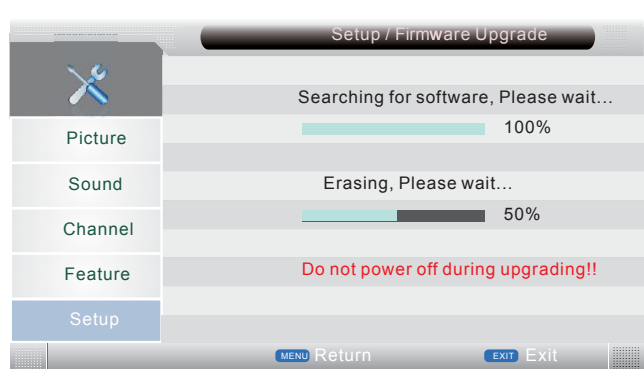 Setup / Firmware Upgrade
Searching for software, Please wait...
100%
Picture
Sound
Erasing, Please wait...
50%
Channel
Feature
Do not power off during upgrading!!
Setup
MENU Return
EXIT Exit